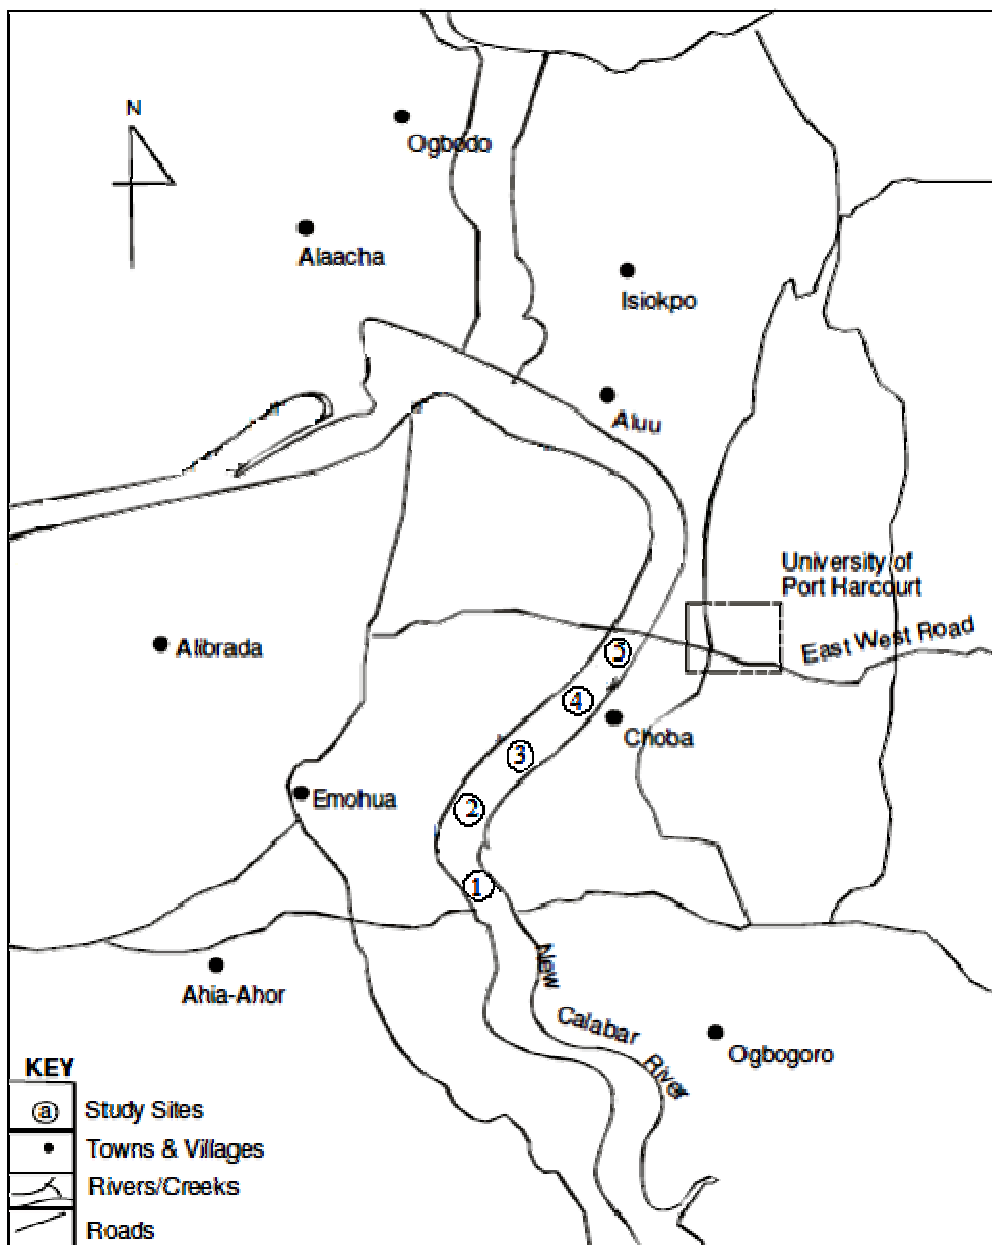 N
Ogbodo
Alaacha
Isiokpo
Aluu
University of
Port Harcourt
East West Road
Alibrada
5
4
Choba
3
Emohua
2
1
New
Calabar
River
Ahia-Ahor
Ogbogoro
KEY
a Study Sites
Towns & Villages
Rivers/Creeks
Roads